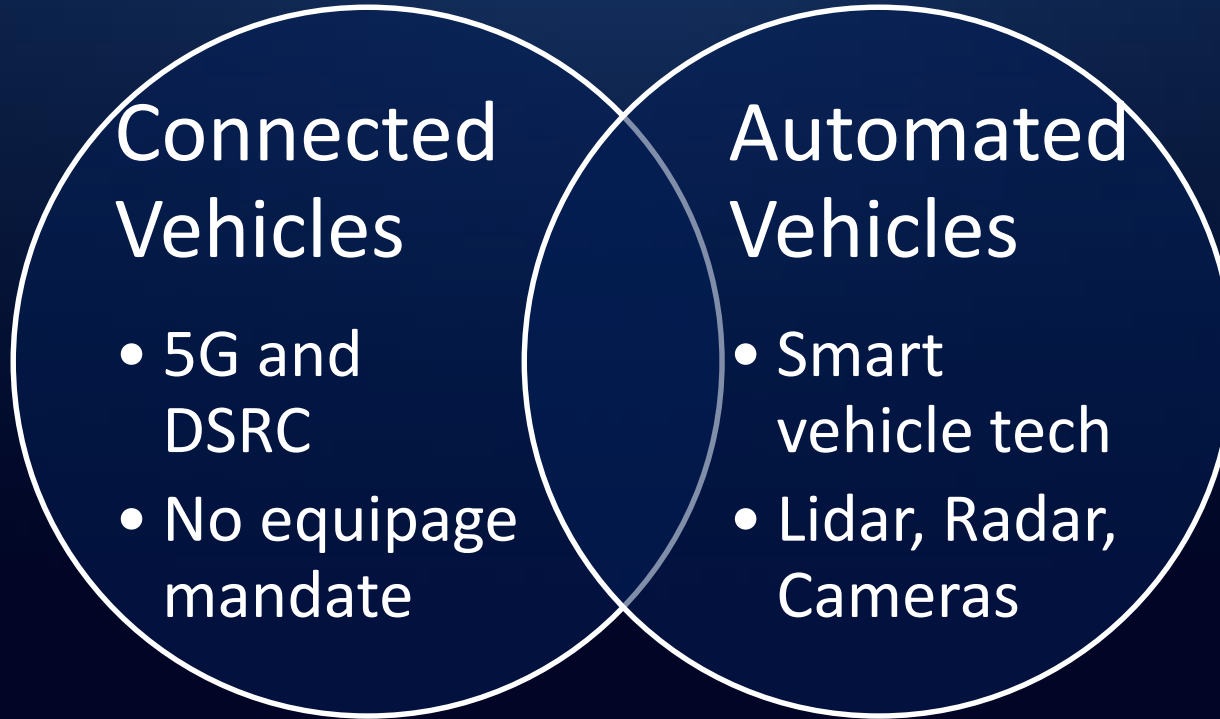 Connected
Vehicles
• 5G and
DSRC
• No equipage
mandate
Automated
Vehicles
• Smart
vehicle tech
• Lidar, Radar,
Cameras